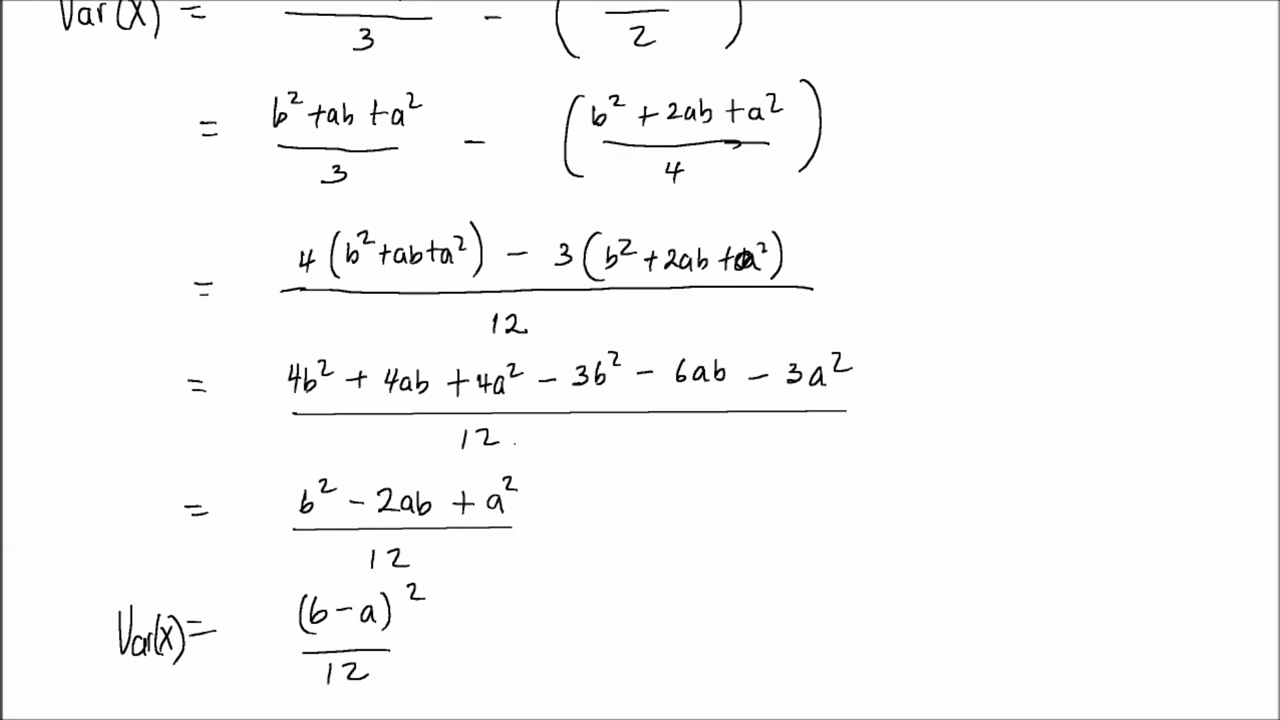 Var(X) = / 3 - ( / 2 )
= b² + ab + a² / 3 - ( b² + 2ab + a² / 4 )
= 4(b² + ab + a²) - 3(b² + 2ab + a²) / 12
= 4b² + 4ab + 4a² - 3b² - 6ab - 3a² / 12
= b² - 2ab + a² / 12
Var(X) = (b - a)² / 12